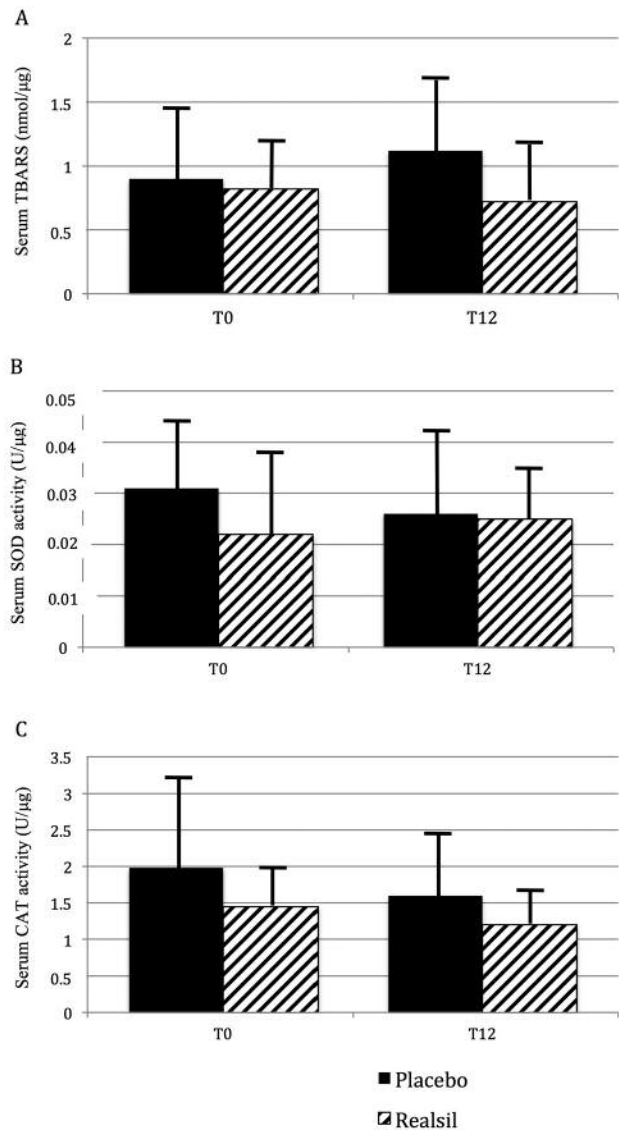 A
Serum TBARS (nmol/µg)
2
1.5
1
0.5
0
T0 T12
B
Serum SOD activity (U/µg)
0.05
0.04
0.03
0.02
0.01
0
T0 T12
C
Serum CAT activity (U/µg)
3.5
3
2.5
2
1.5
1
0.5
0
T0 T12
Placebo
Realsil